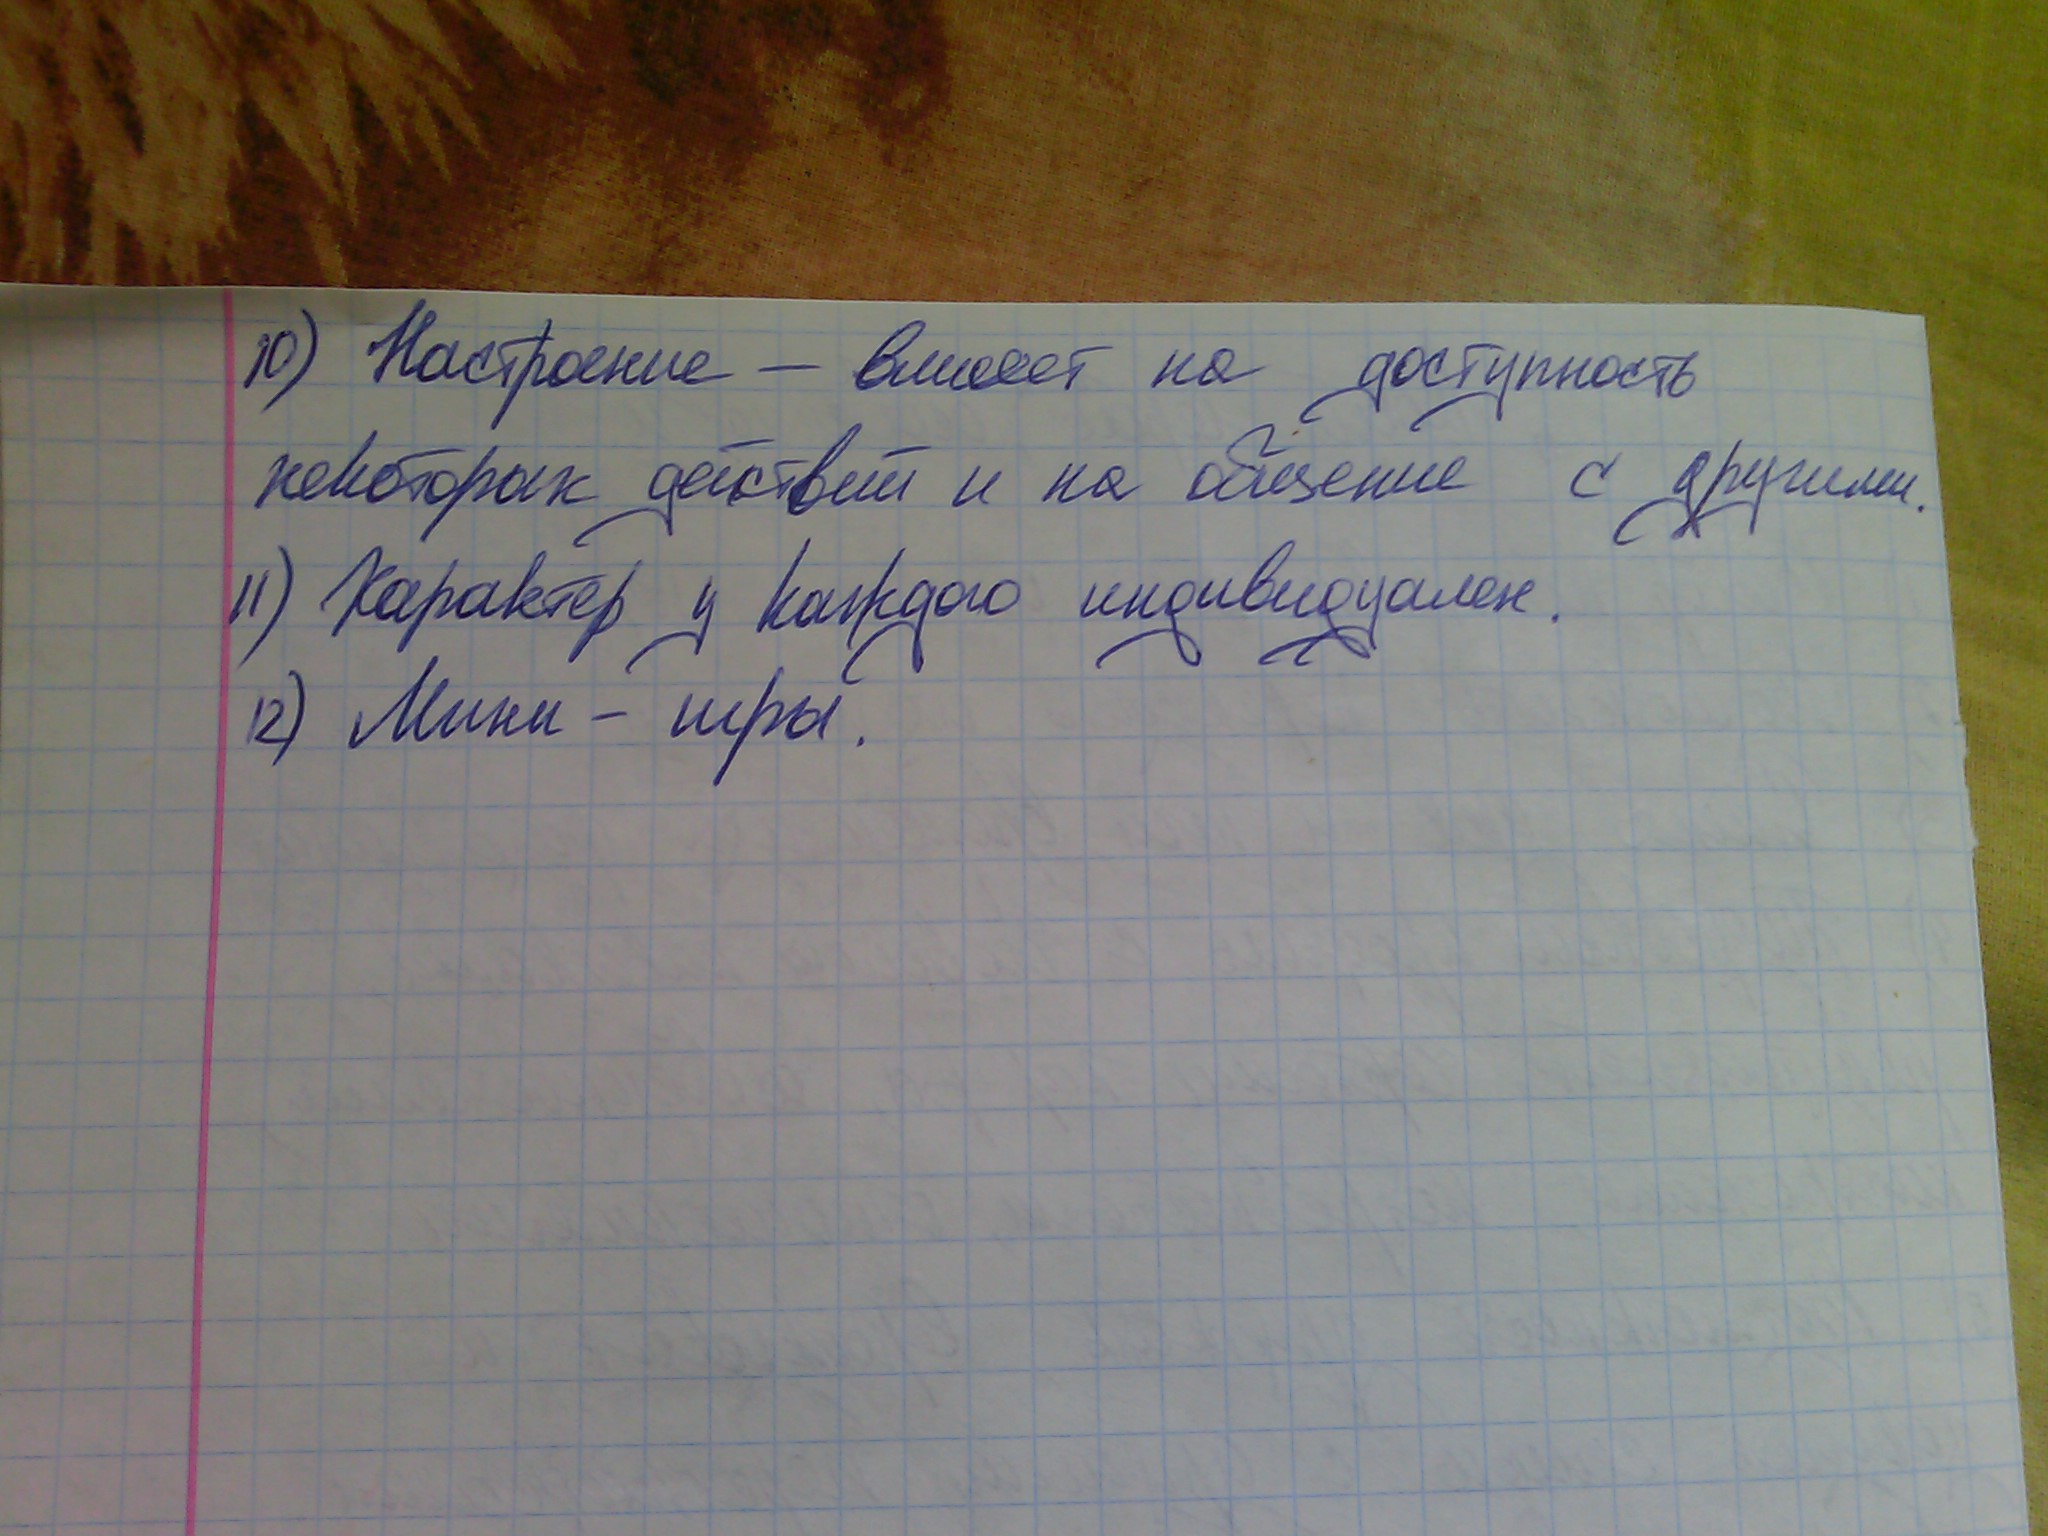 10) Настроение – влияет на доступность
некоторых действий и на общение с другими.
11) Характер у каждого индивидуален.
12) Мини – игры.